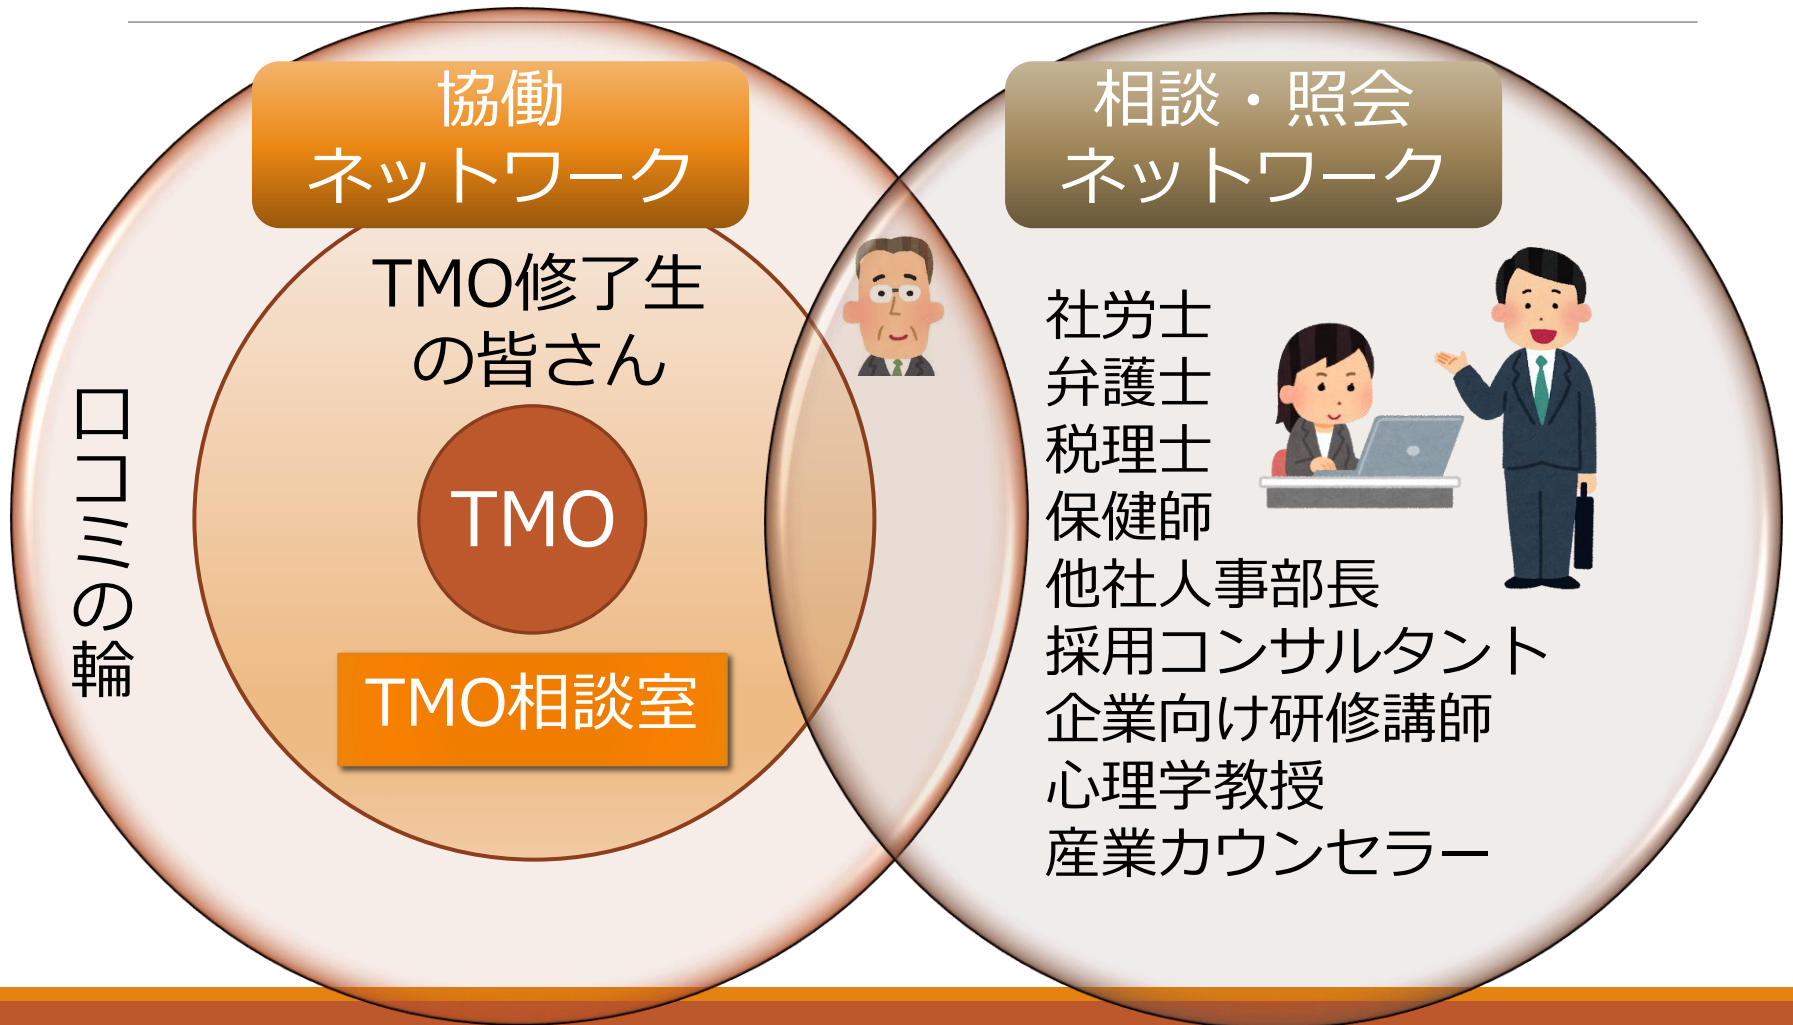 協働
ネットワーク
TMO修了生
の皆さん
TMO
TMO相談室
口コミの輪
相談・照会
ネットワーク
社労士
弁護士
税理士
保健師
他社人事部長
採用コンサルタント
企業向け研修講師
心理学教授
産業カウンセラー